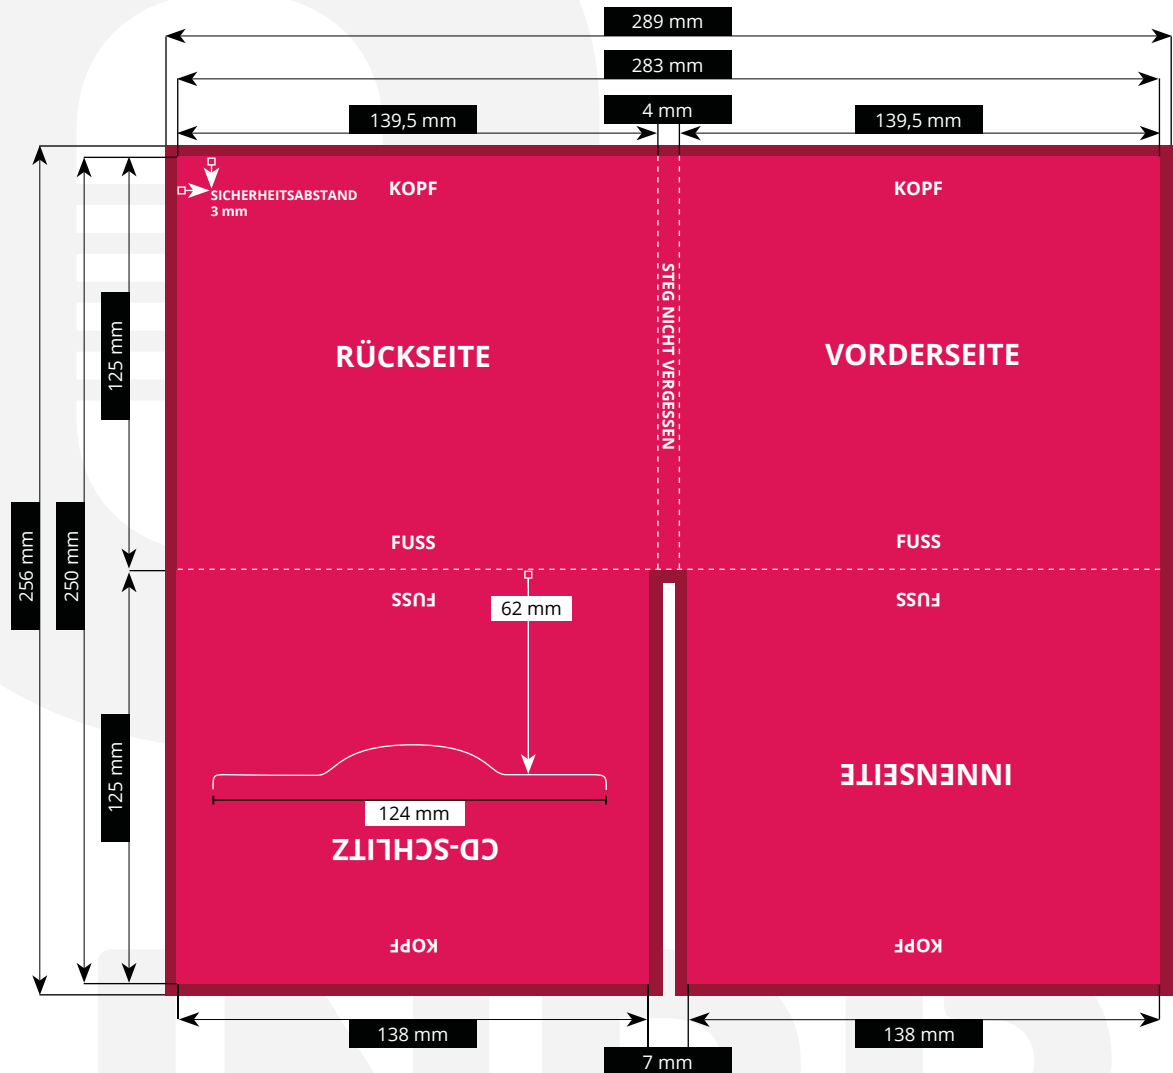 289 mm
283 mm
4 mm
139,5 mm
139,5 mm
SICHERHEITSABSTAND
3 mm
KOPF
KOPF
STEG NICHT VERGESSEN
125 mm
RÜCKSEITE
VORDERSEITE
FUSS
FUSS
256 mm
250 mm
FUSS
62 mm
FUSS
125 mm
INNENSEITE
124 mm
CD-SCHLITZ
KOPF
KOPF
138 mm
138 mm
7 mm